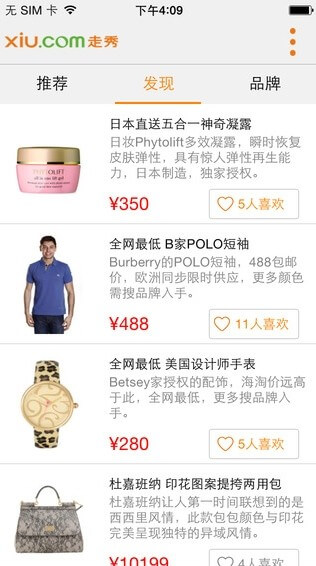 无 SIM 卡
下午4:09
xiu.com走秀
推荐
发现
品牌
日本直送五合一神奇凝露
日妆Phytolift多效凝露，瞬时恢复
皮肤弹性，具有惊人弹性再生能
力，日本制造，独家授权。
¥350
5人喜欢
PHYTOLIFT
all in one lift gel
全网最低 B家POLO短袖
Burberry的POLO短袖，488包邮
价，欧洲同步限时供应，更多颜色
需搜品牌入手。
¥488
11人喜欢
全网最低 美国设计师手表
Betsey家授权的配饰，海淘价远高
于此，全网最低，更多搜品牌入
手。
¥280
5人喜欢
杜嘉班纳 印花图案提挎两用包
杜嘉班纳让人第一时间联想到的是
西西里风情，此款包包颜色与印花
完美呈现独特的异域风情。
¥10199
4人喜欢